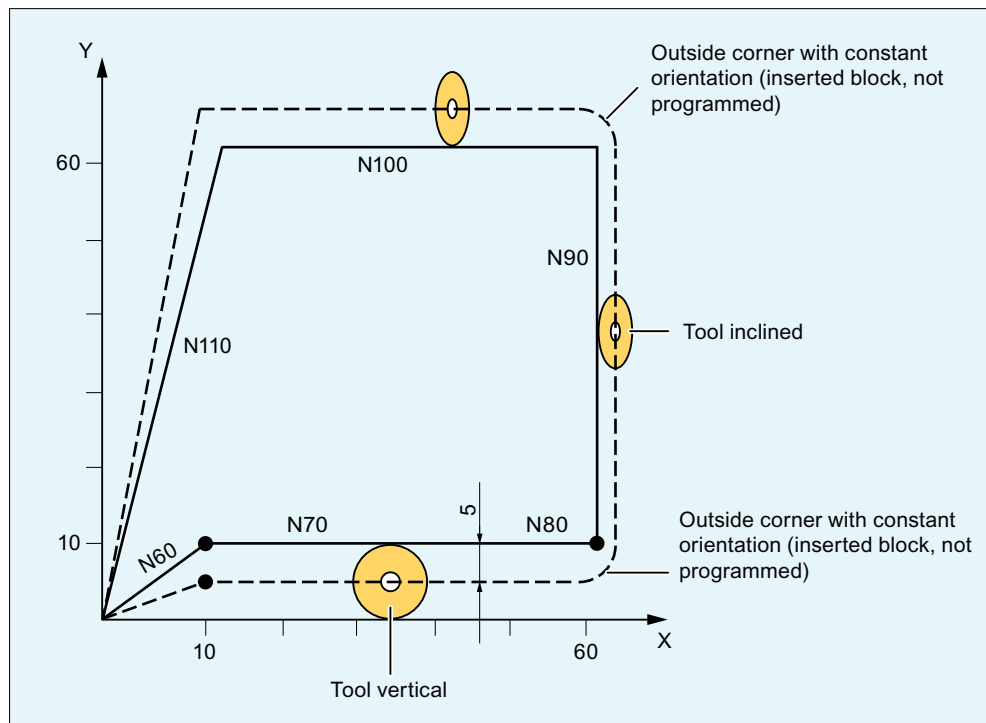 Y
Outside corner with constant
orientation (inserted block, not
programmed)
60
N100
N90
Tool inclined
N110
N70
5
N80
Outside corner with constant
orientation (inserted block, not
programmed)
10
N60
X
10
60
Tool vertical